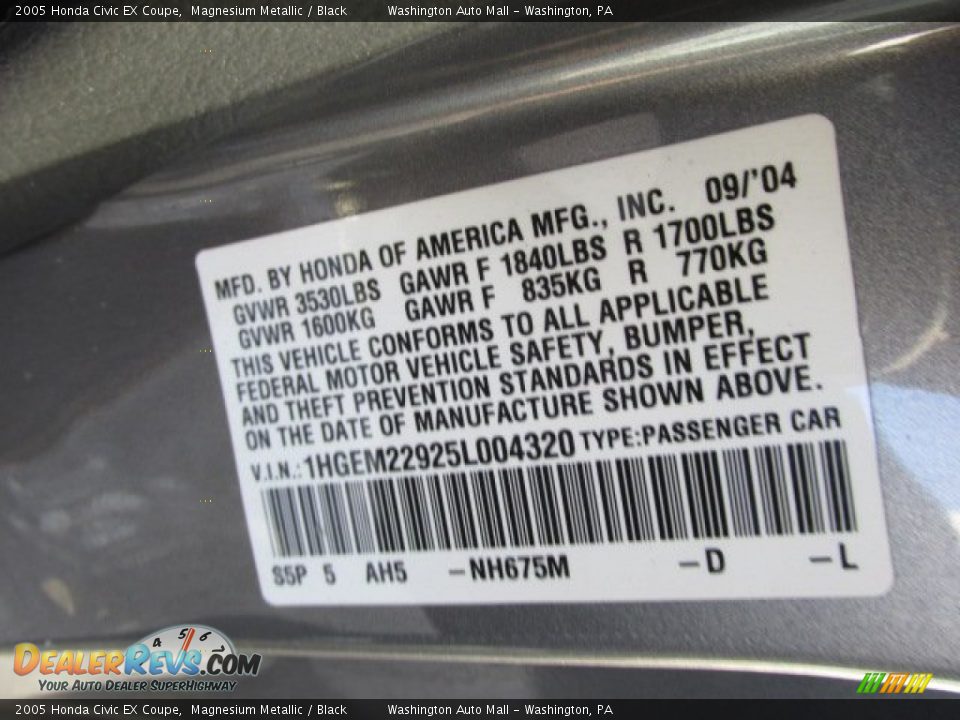 2005 Honda Civic EX Coupe, Magnesium Metallic / Black Washington Auto Mall - Washington, PA
MFD. BY HONDA OF AMERICA MFG., INC. 09/'04
GVWR 3530LBS GAWR F 1840LBS R 1700LBS
GVWR 1600KG GAWR F 835KG R 770KG
THIS VEHICLE CONFORMS TO ALL APPLICABLE
FEDERAL MOTOR VEHICLE SAFETY, BUMPER,
AND THEFT PREVENTION STANDARDS IN EFFECT
ON THE DATE OF MANUFACTURE SHOWN ABOVE.
V.I.N.: 1HGEM22925L004320 TYPE:PASSENGER CAR
S5P 5 AH5 -NH675M -D -L
4 5 6
DEALERREVS.COM
YOUR AUTO DEALER SUPERHIGHWAY
2005 Honda Civic EX Coupe, Magnesium Metallic / Black Washington Auto Mall - Washington, PA